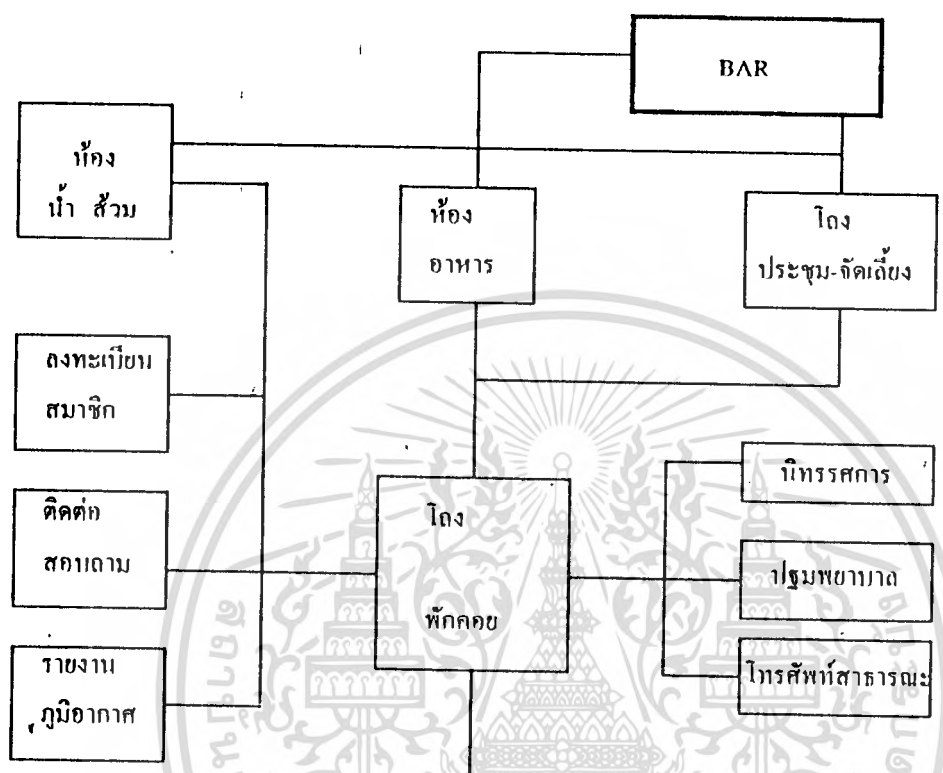 BAR
ห้อง
น้ำ ส้วม
ห้อง
อาหาร
โถง
ประชุม-จัดเลี้ยง
ลงทะเบียน
สมาชิก
ติดต่อ
สอบถาม
โถง
พักคอย
นิทรรศการ
ปฐมพยาบาล
โทรศัพท์สาธารณะ
รายงาน
ภูมิอากาศ